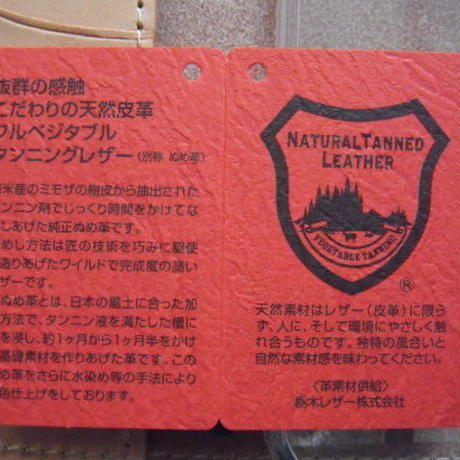 抜群の感触
こだわりの天然皮革
フルベジタブル
タンニングレザー（別称 ぬめ革）
南米産のミモザの樹皮から抽出された
タンニン剤でじっくり時間をかけてな
めしあげた純正ぬめ革です。
なめし方法は匠の技術を巧みに駆使
造りあげたワイルドで完成度の高い
ザーです。
ぬめ革とは、日本の風土に合った加
方法で、タンニン液を満たした槽に
を浸し、約1ヶ月から1ヶ月半をかけ
基礎素材を作りあげた革です。この
め革をさらに水染め等の手法により
色仕上げをしております。
NATURAL TANNED
LEATHER
VEGETABLE TANNING
®
天然素材はレザー（皮革）に限ら
ず、人に、そして環境にやさしく触
れ合うものです。独特の風合いと
自然な素材感を味わってください。
〈革素材供給〉
栃木レザー株式会社